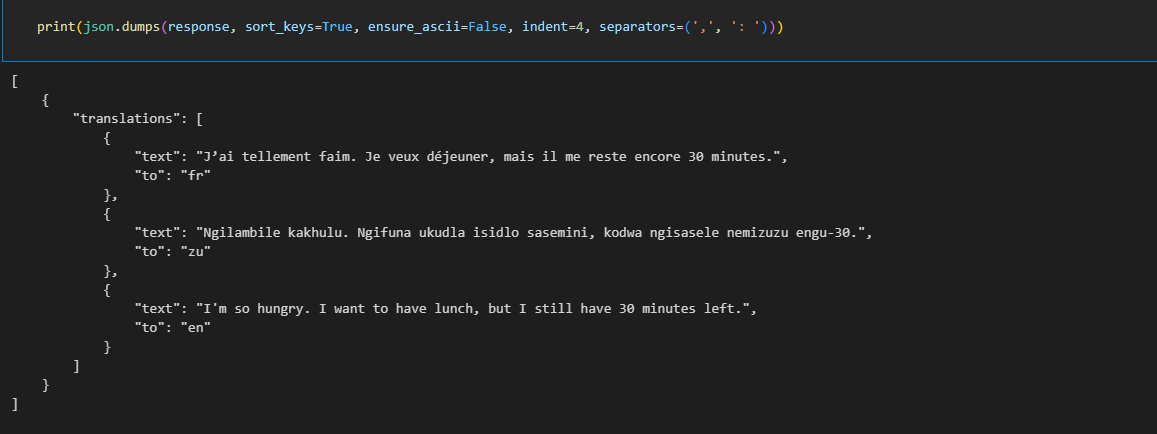 print(json.dumps(response, sort_keys=True, ensure_ascii=False, indent=4, separators=(',', ': ')))
[
    {
        "translations": [
            {
                "text": "J’ai tellement faim. Je veux déjeuner, mais il me reste encore 30 minutes.",
                "to": "fr"
            },
            {
                "text": "Ngilambile kakhulu. Ngifuna ukudla isidlo sasemini, kodwa ngisasele nemizuzu engu-30.",
                "to": "zu"
            },
            {
                "text": "I'm so hungry. I want to have lunch, but I still have 30 minutes left.",
                "to": "en"
            }
        ]
    }
]